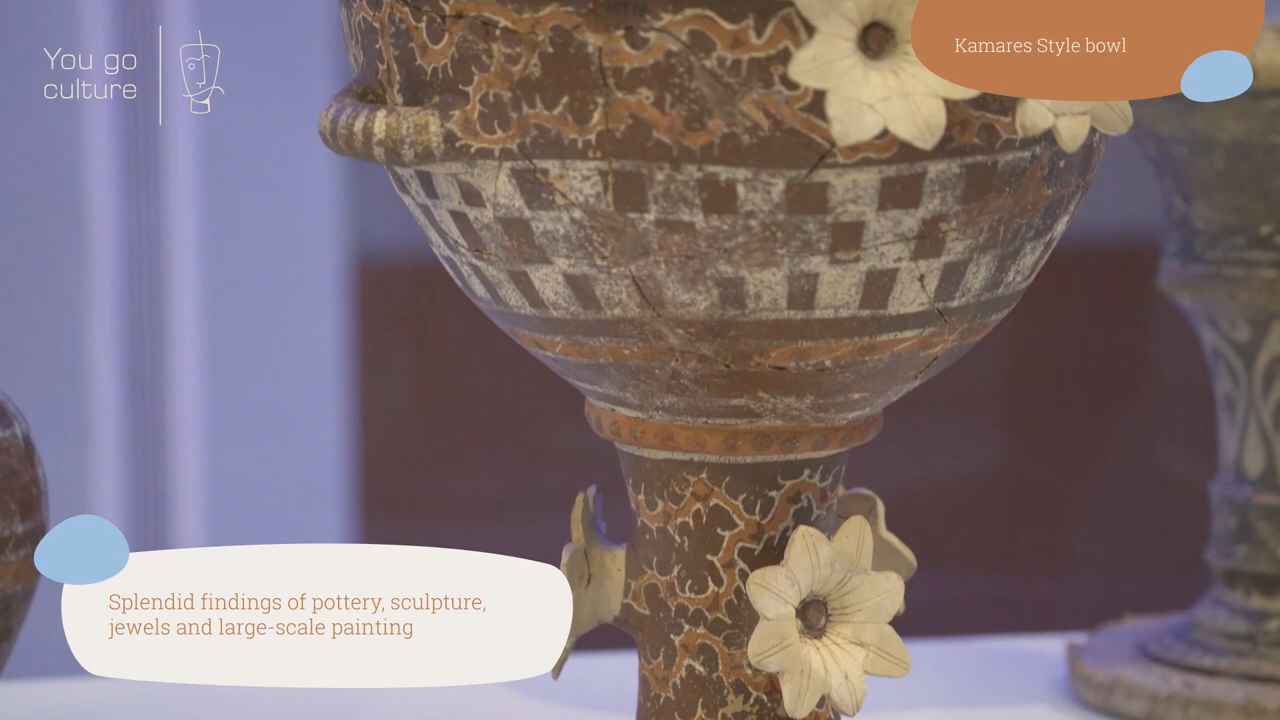 You go
culture
Kamares Style bowl
Splendid findings of pottery, sculpture,
jewels and large-scale painting